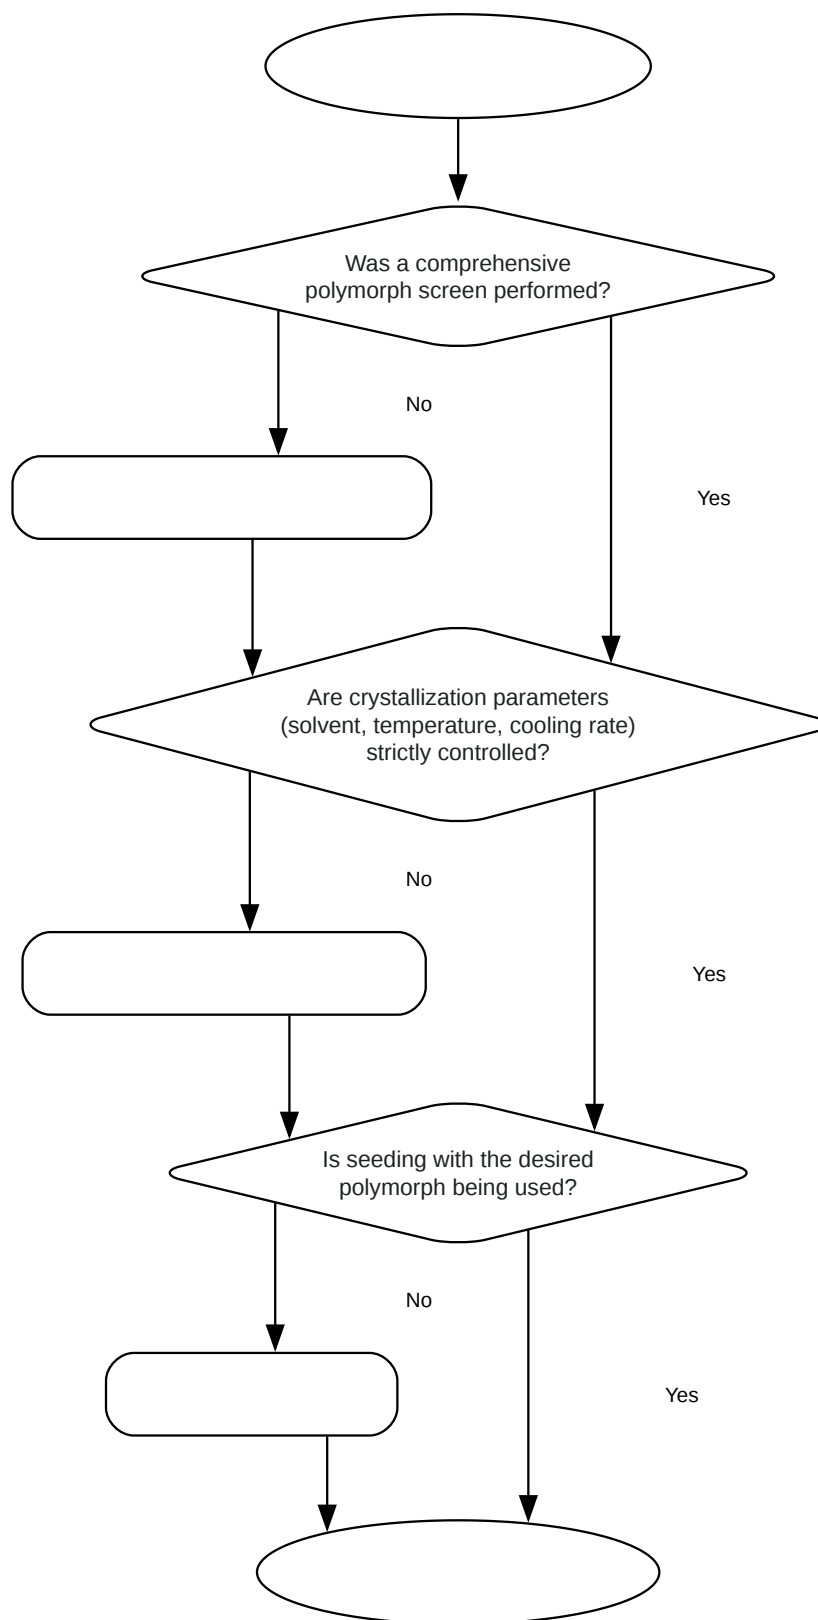 Was a comprehensive
polymorph screen performed?
No
Yes
Are crystallization parameters
(solvent, temperature, cooling rate)
strictly controlled?
No
Yes
Is seeding with the desired
polymorph being used?
No
Yes